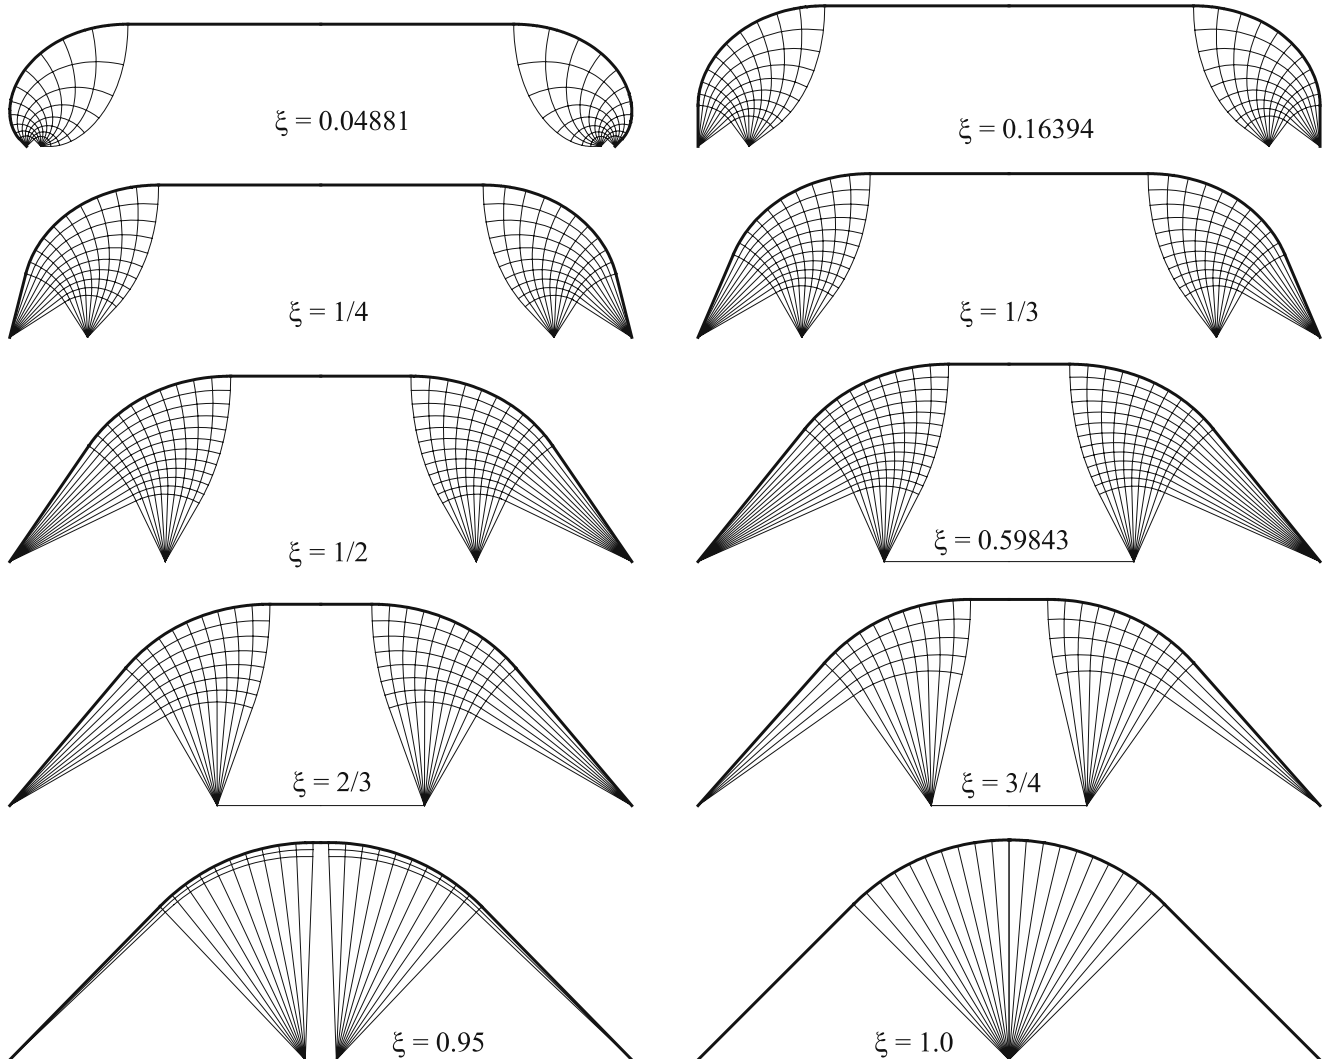 ξ = 0.04881
ξ = 0.16394
ξ = 1/4
ξ = 1/3
ξ = 1/2
ξ = 0.59843
ξ = 2/3
ξ = 3/4
ξ = 0.95
ξ = 1.0